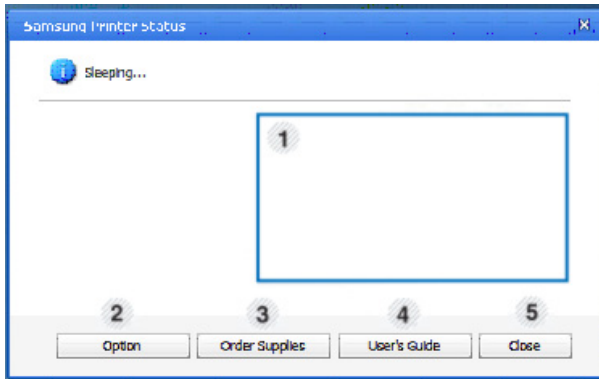 Samsung Printer Status
Sleeping...
1
2 3 4 5
Option Order Supplies User's Guide Close